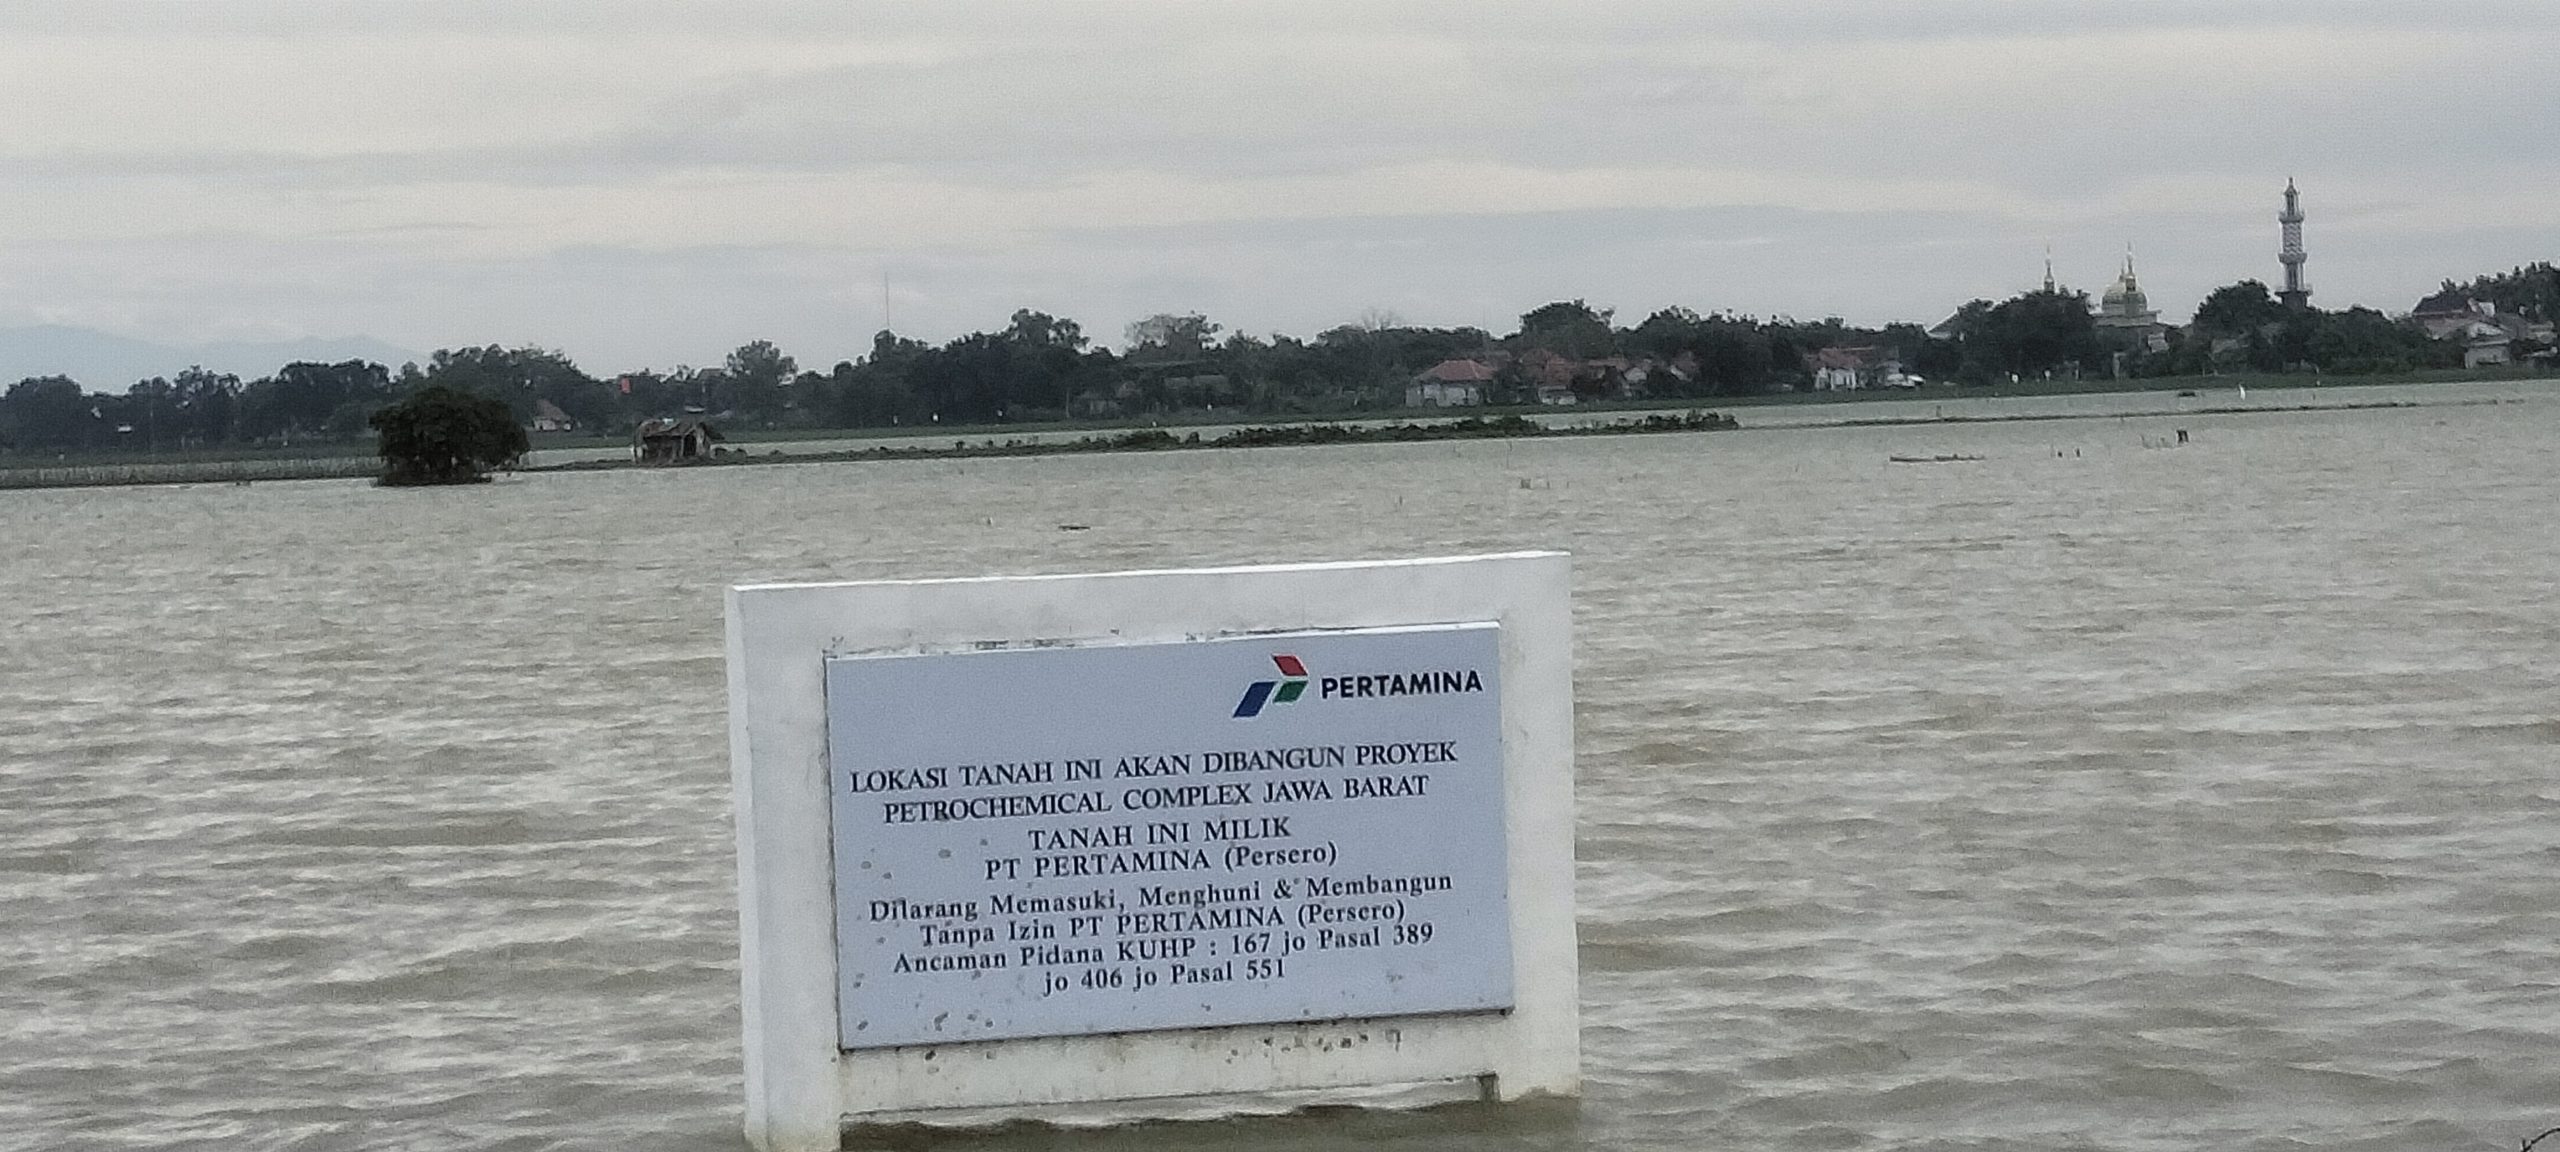 PERTAMINA
LOKASI TANAH INI AKAN DIBANGUN PROYEK
PETROCHEMICAL COMPLEX JAWA BARAT
TANAH INI MILIK
PT PERTAMINA (Persero)
Dilarang Memasuki, Menghuni & Membangun
Tanpa Izin PT PERTAMINA (Persero)
Ancaman Pidana KUHP : 167 jo Pasal 389
jo 406 jo Pasal 551